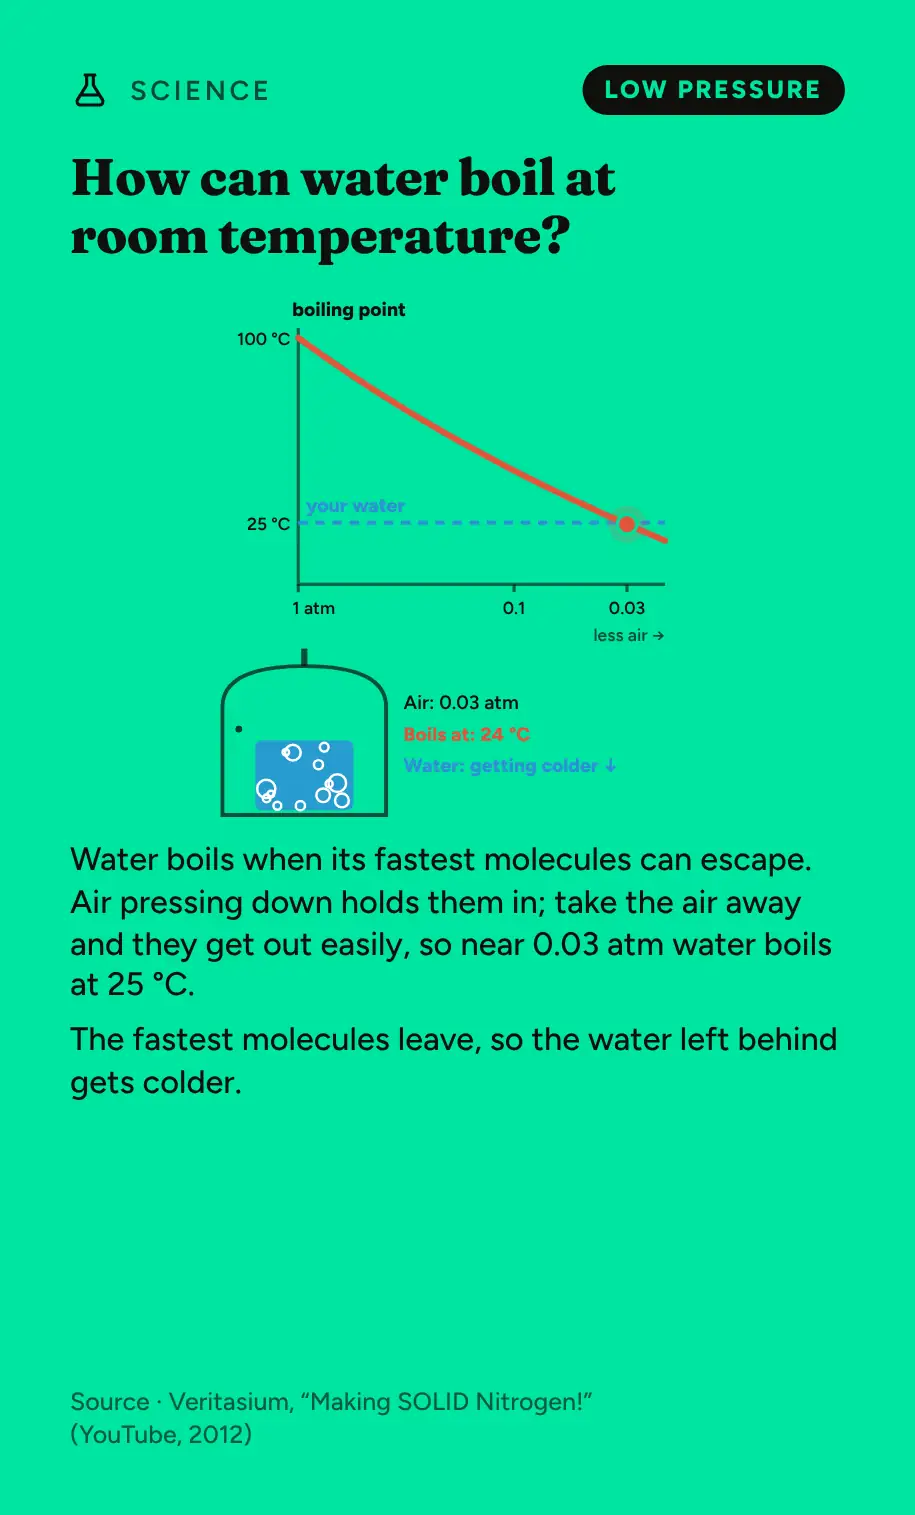 SCIENCE
LOW PRESSURE
How can water boil at
room temperature?
boiling point
100 °C
your water
25 °C
1 atm
0.1
0.03
less air →
Air: 0.03 atm
Boils at: 24 °C
Water: getting colder ↓
Water boils when its fastest molecules can escape.
Air pressing down holds them in; take the air away
and they get out easily, so near 0.03 atm water boils
at 25 °C.
The fastest molecules leave, so the water left behind
gets colder.
Source · Veritasium, “Making SOLID Nitrogen!”
(YouTube, 2012)